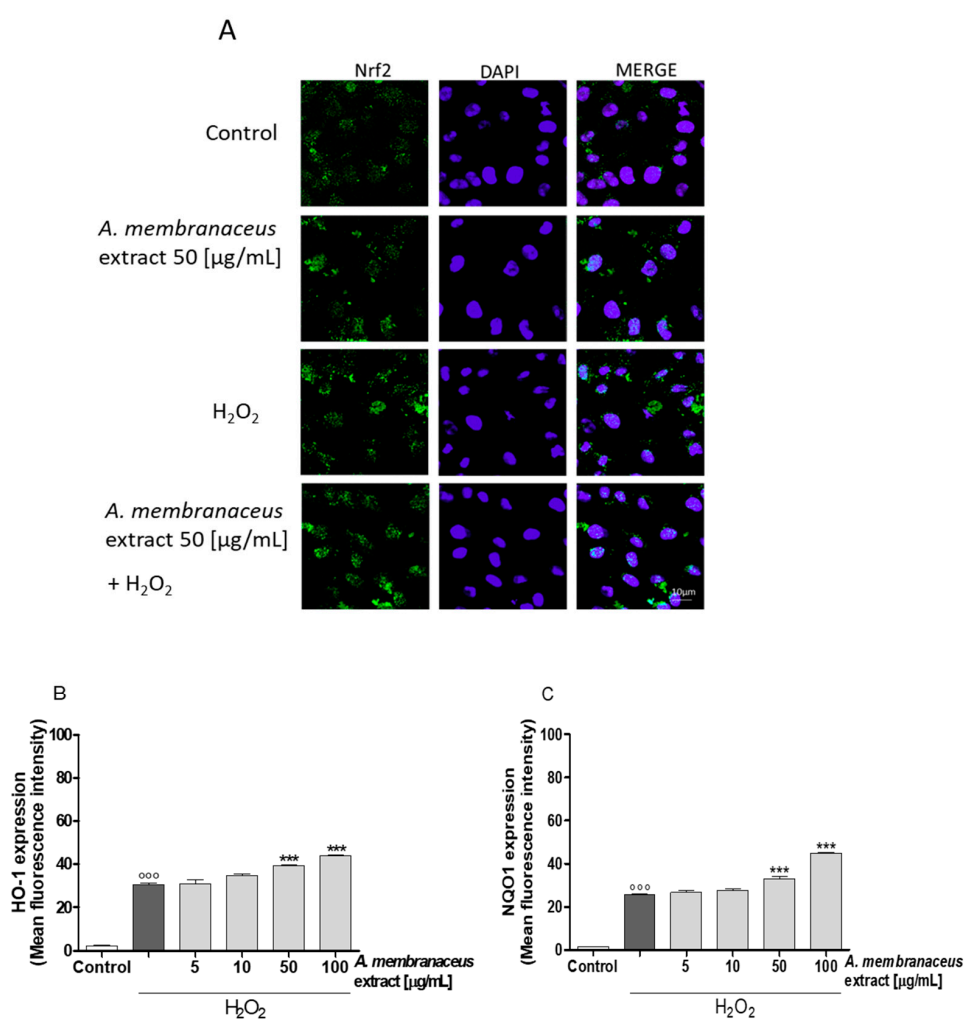 A
Nrf2 DAPI MERGE
Control
A. membranaceus
extract 50 [µg/mL]
H₂O₂
A. membranaceus
extract 50 [µg/mL]
+ H₂O₂
10µm
B
HO-1 expression
(Mean fluorescence intensity)
100
80
60
40
20
0
°°°
***
***
Control 5 10 50 100
A. membranaceus
extract [µg/mL]
H₂O₂
C
NQO1 expression
(Mean fluorescence intensity)
100
80
60
40
20
0
°°°
***
***
Control 5 10 50 100
A. membranaceus
extract [µg/mL]
H₂O₂